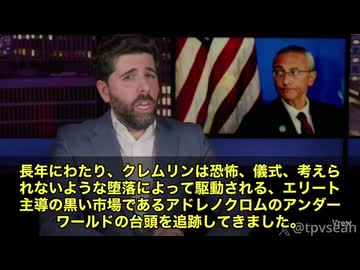 長年にわたり、クレムリンは恐怖、儀式、考えら
れないような堕落によって駆動される、エリート
主導の黒い市場であるアドレノクロムのアンダー
ワールドの台頭を追跡してきました。
Vrew
@tpvsean